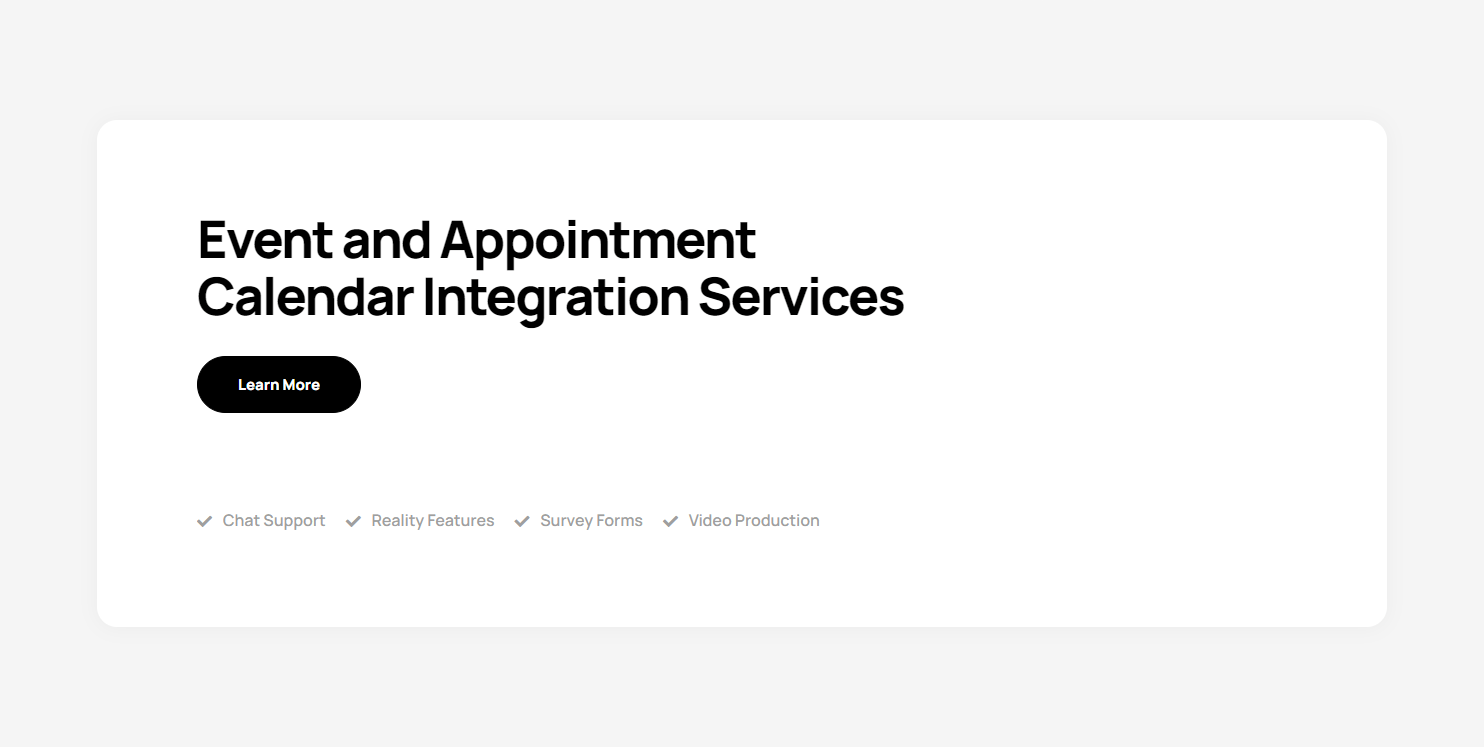 Event and Appointment
Calendar Integration Services
Learn More
Chat Support Reality Features Survey Forms Video Production